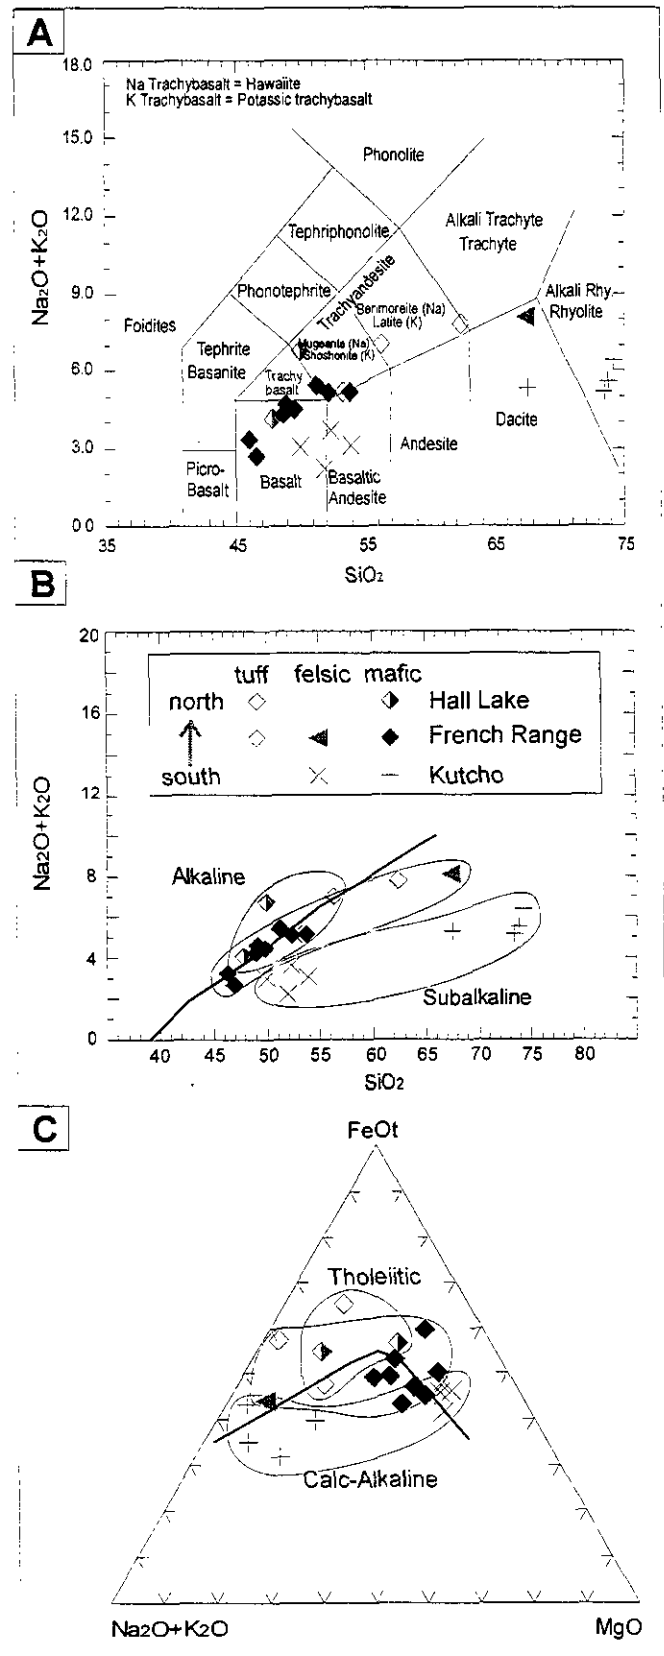 A
18.0
Na Trachybasalt = Hawaiite
K Trachybasalt = Potassic trachybasalt
15.0
Phonolite
12.0
Alkali Trachyte
Trachyte
Tephriphonolite
Na2O+K2O
9.0
Phonotephrite
Trachyandesite
Alkali Rhy.
Rhyolite
Benmoreite (Na)
Latite (K)
Foidites
Mugearite (Na)
Shoshonite (K)
Tephrite
Basanite
6.0
Trachy
basalt
Dacite
3.0
Andesite
Picro-
Basalt
Basalt
Basaltic
Andesite
0.0
35 45 55 65 75
SiO2
B
20
tuff felsic mafic
north Hall Lake
16
French Range
south Kutcho
12
Na2O+K2O
Alkaline
8
4
Subalkaline
0
40 45 50 55 60 65 70 75 80
SiO2
C
FeOt
Tholeiitic
Calc-Alkaline
Na2O+K2O MgO